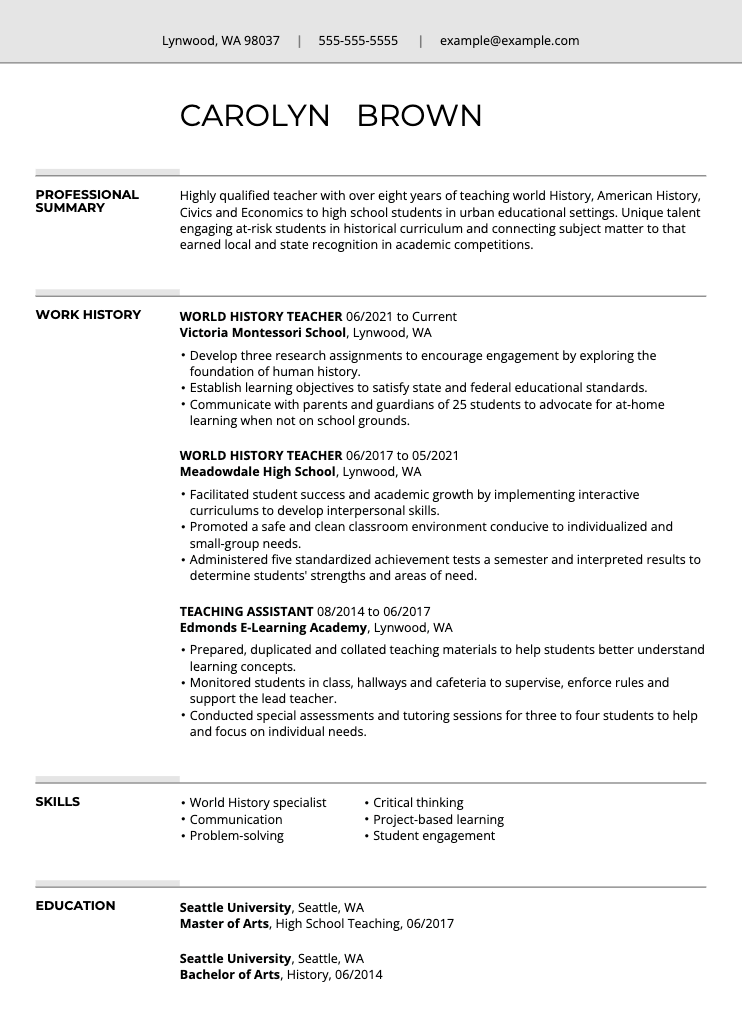 Lynwood, WA 98037 | 555-555-5555 | example@example.com
CAROLYN BROWN
PROFESSIONAL
SUMMARY
Highly qualified teacher with over eight years of teaching world History, American History,
Civics and Economics to high school students in urban educational settings. Unique talent
engaging at-risk students in historical curriculum and connecting subject matter to that
earned local and state recognition in academic competitions.
WORK HISTORY
WORLD HISTORY TEACHER 06/2021 to Current
Victoria Montessori School, Lynwood, WA
• Develop three research assignments to encourage engagement by exploring the
foundation of human history.
• Establish learning objectives to satisfy state and federal educational standards.
• Communicate with parents and guardians of 25 students to advocate for at-home
learning when not on school grounds.
WORLD HISTORY TEACHER 06/2017 to 05/2021
Meadowdale High School, Lynwood, WA
• Facilitated student success and academic growth by implementing interactive
curriculums to develop interpersonal skills.
• Promoted a safe and clean classroom environment conducive to individualized and
small-group needs.
• Administered five standardized achievement tests a semester and interpreted results to
determine students' strengths and areas of need.
TEACHING ASSISTANT 08/2014 to 06/2017
Edmonds E-Learning Academy, Lynwood, WA
• Prepared, duplicated and collated teaching materials to help students better understand
learning concepts.
• Monitored students in class, hallways and cafeteria to supervise, enforce rules and
support the lead teacher.
• Conducted special assessments and tutoring sessions for three to four students to help
and focus on individual needs.
SKILLS
• World History specialist
• Communication
• Problem-solving
• Critical thinking
• Project-based learning
• Student engagement
EDUCATION
Seattle University, Seattle, WA
Master of Arts, High School Teaching, 06/2017
Seattle University, Seattle, WA
Bachelor of Arts, History, 06/2014